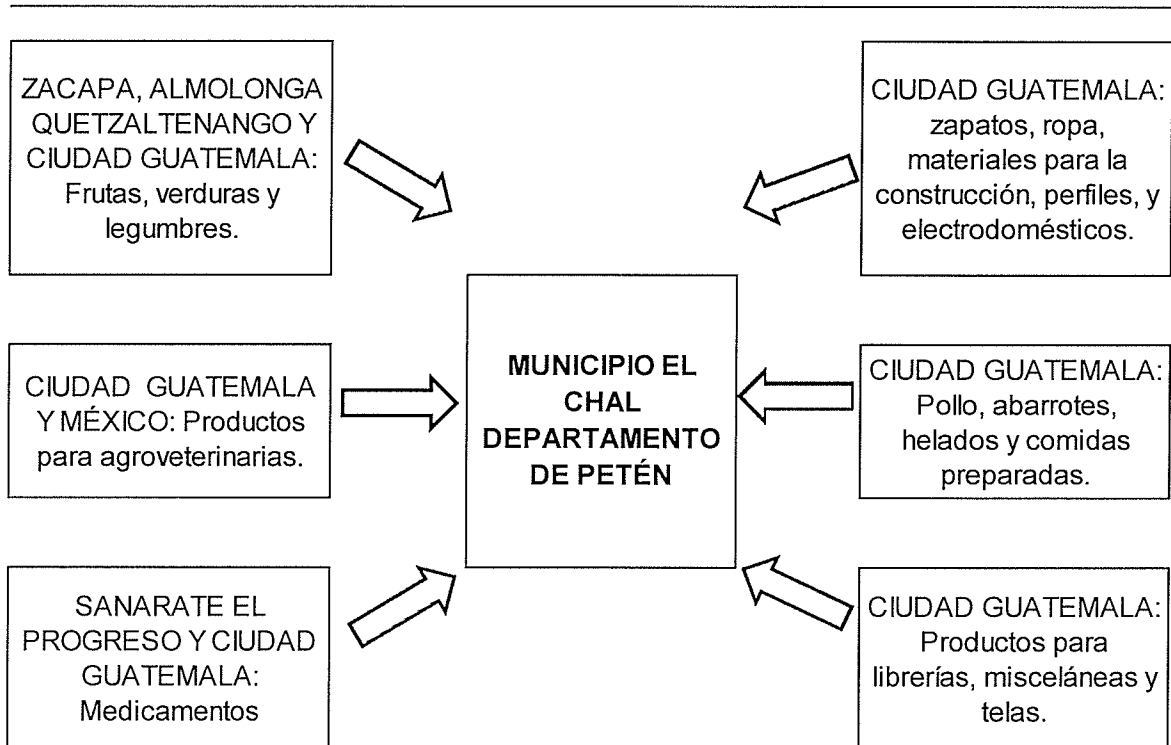 ZACAPA, ALMOLONGA
QUETZALTENANGO Y
CIUDAD GUATEMALA:
Frutas, verduras y
legumbres.
CIUDAD GUATEMALA:
zapatos, ropa,
materiales para la
construcción, perfiles, y
electrodomésticos.
CIUDAD GUATEMALA
Y MÉXICO: Productos
para agroveterinarias.
MUNICIPIO EL
CHAL
DEPARTAMENTO
DE PETÉN
CIUDAD GUATEMALA:
Pollo, abarrotes,
helados y comidas
preparadas.
SANARATE EL
PROGRESO Y CIUDAD
GUATEMALA:
Medicamentos
CIUDAD GUATEMALA:
Productos para
librerías, misceláneas y
telas.